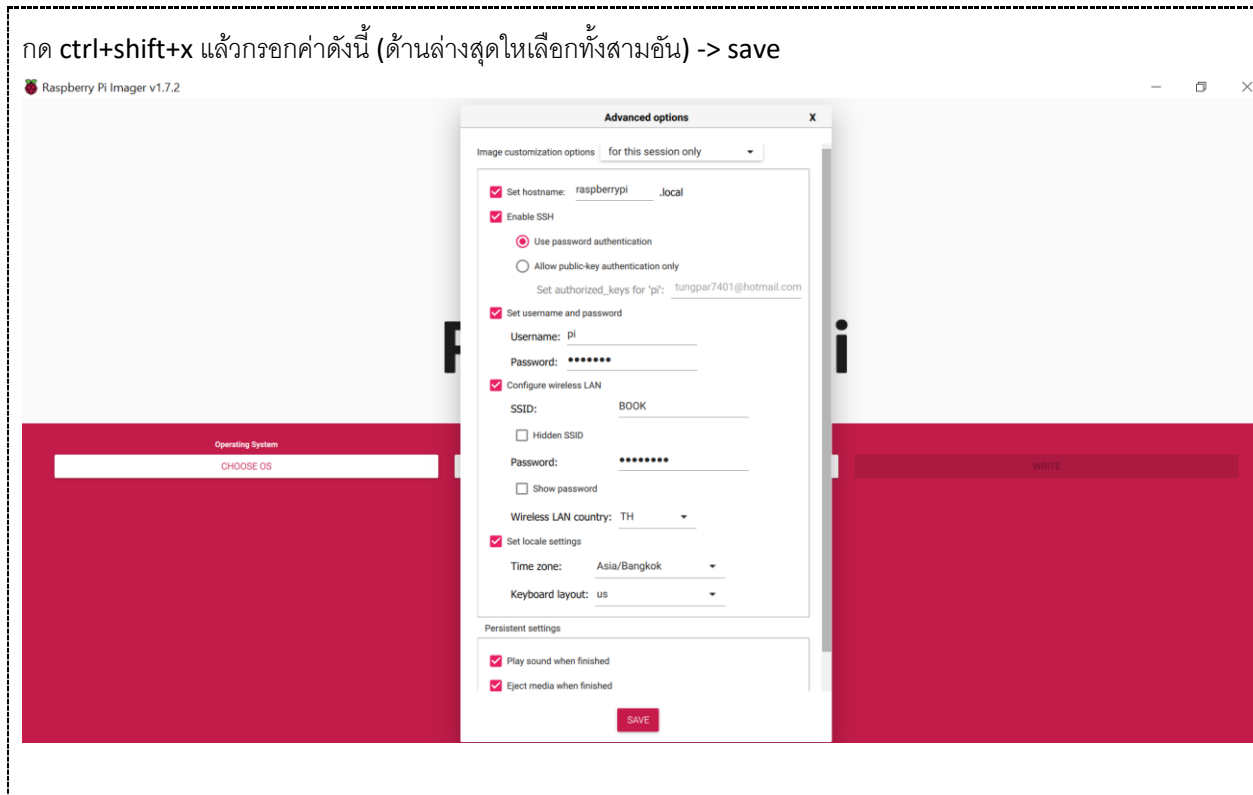 กด ctrl+shift+x แล้วกรอกค่าดังนี้ (ด้านล่างสุดใหเลือกทั้งสามอัน) -> save
Raspberry Pi Imager v1.7.2
Advanced options X
Image customization options for this session only
Set hostname: raspberrypi .local
Enable SSH
Use password authentication
Allow public-key authentication only
Set authorized_keys for 'pi': tungpar7401@hotmail.com
Set username and password
Username: pi
Password: •••••••
Configure wireless LAN
SSID: BOOK
Hidden SSID
Password: ••••••••
Show password
Wireless LAN country: TH
Set locale settings
Time zone: Asia/Bangkok
Keyboard layout: us
Persistent settings
Play sound when finished
Eject media when finished
SAVE
Operating System
CHOOSE OS
WRITE